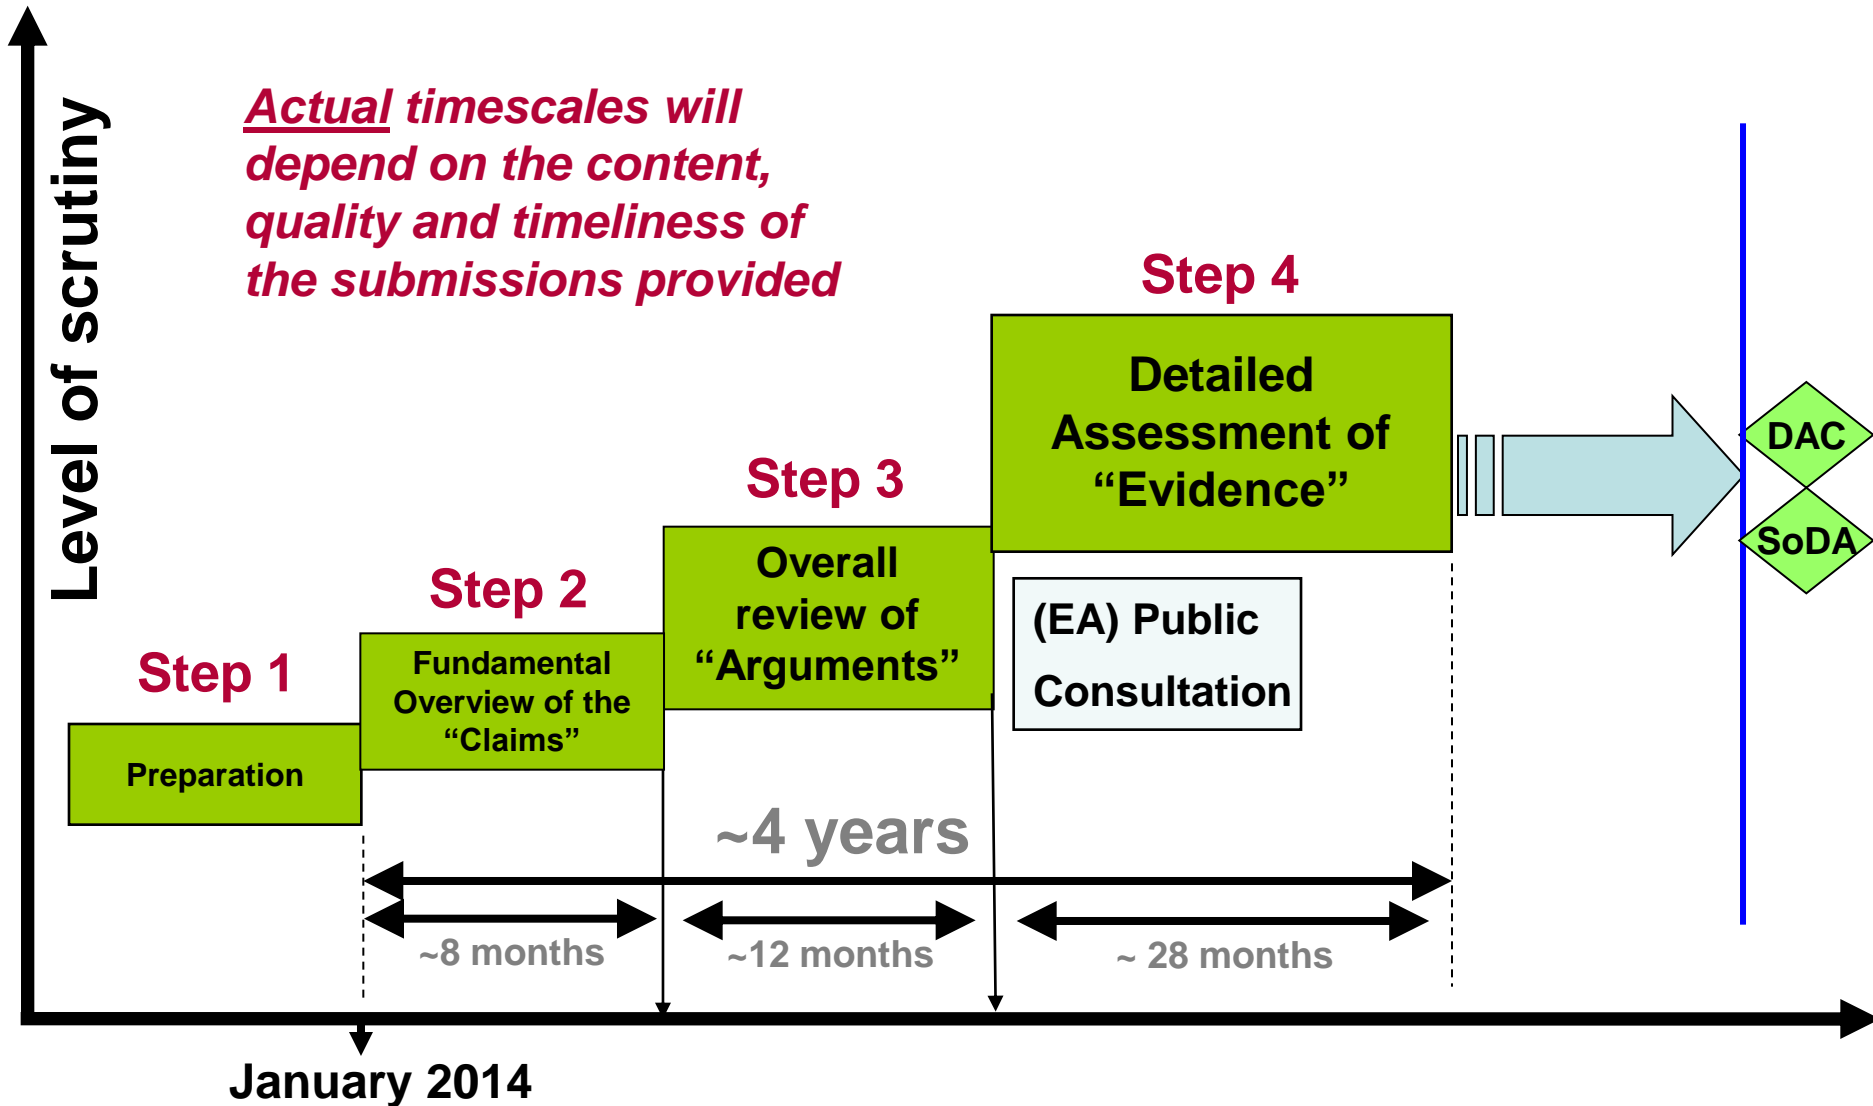 Level of scrutiny
Actual timescales will
depend on the content,
quality and timeliness of
the submissions provided
Step 1
Preparation
Step 2
Fundamental
Overview of the
“Claims”
Step 3
Overall
review of
“Arguments”
Step 4
Detailed
Assessment of
“Evidence”
(EA) Public
Consultation
DAC
SoDA
~4 years
~8 months
~12 months
~ 28 months
January 2014